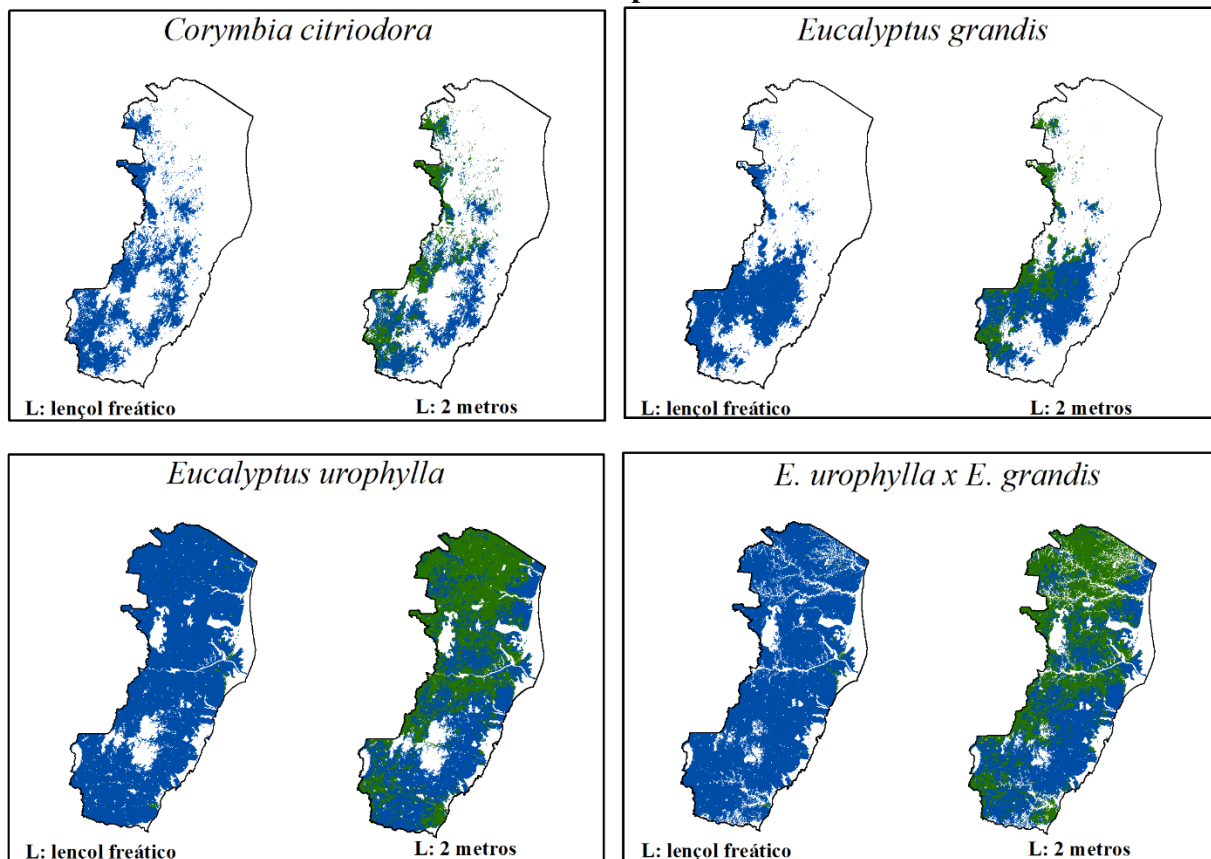 Corymbia citriodora
Eucalyptus grandis
L: lençol freático
L: 2 metros
L: lençol freático
L: 2 metros
Eucalyptus urophylla
E. urophylla x E. grandis
L: lençol freático
L: 2 metros
L: lençol freático
L: 2 metros